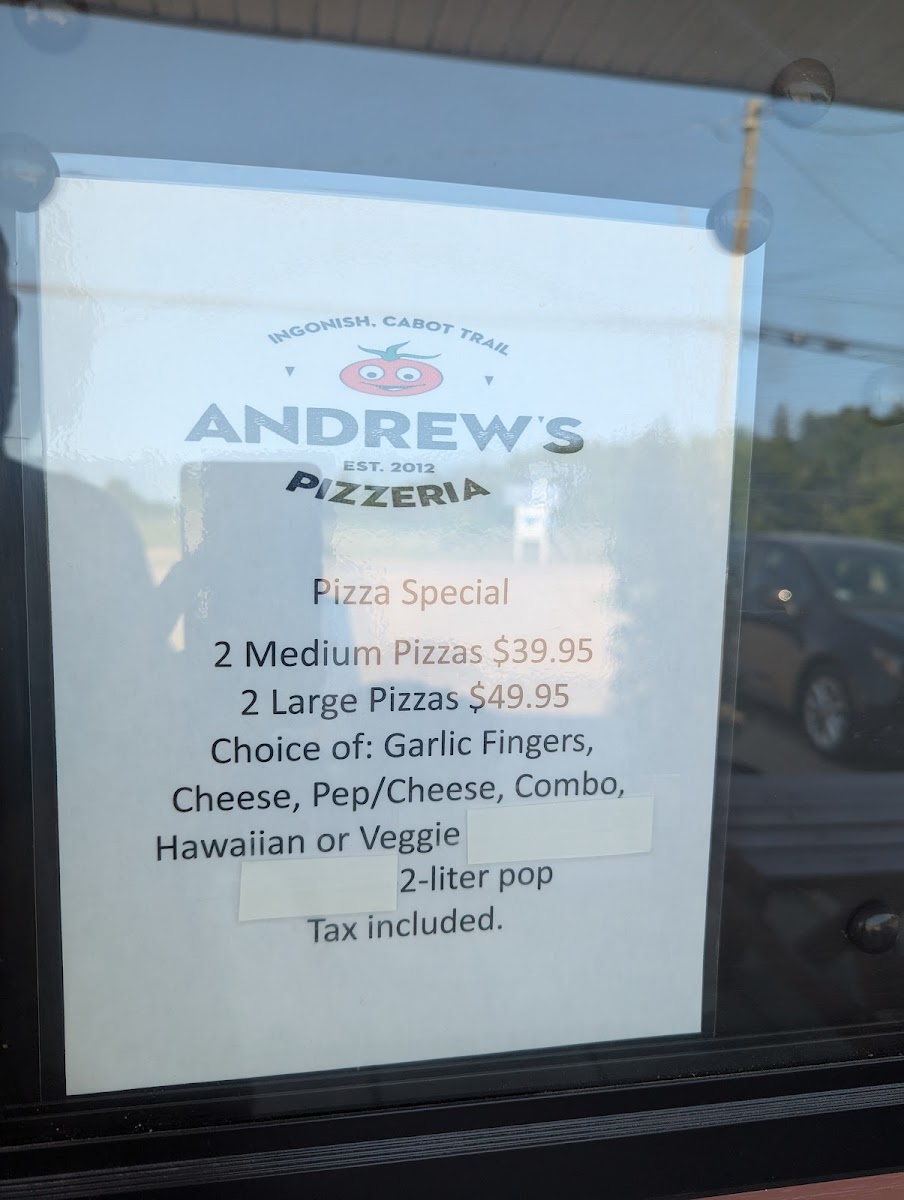 INGONISH, CABOT TRAIL
ANDREW'S
EST. 2012
PIZZERIA
Pizza Special
2 Medium Pizzas $39.95
2 Large Pizzas $49.95
Choice of: Garlic Fingers,
Cheese, Pep/Cheese, Combo,
Hawaiian or Veggie
2-liter pop
Tax included.